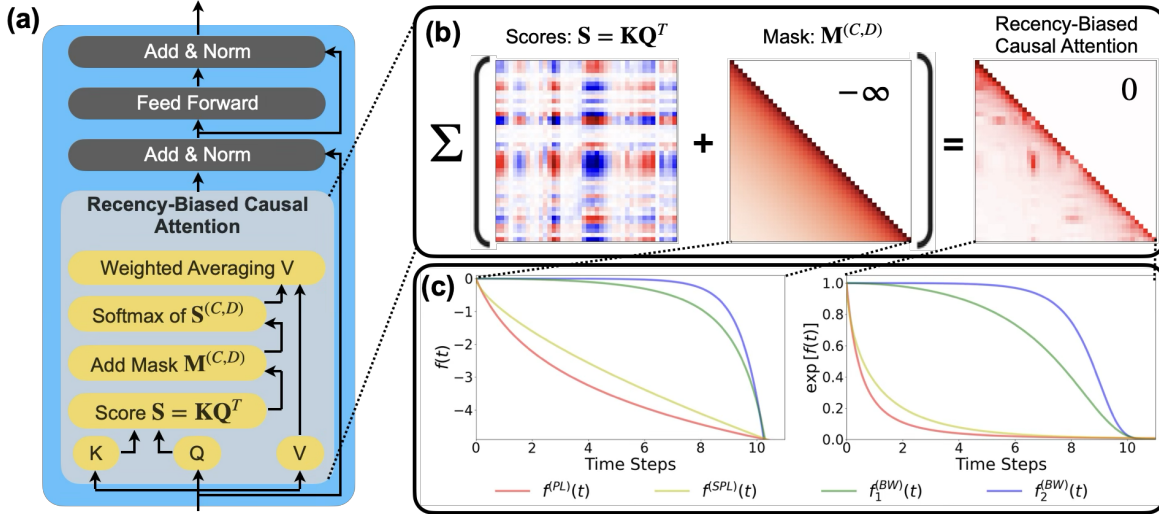 (a)
Add & Norm
Feed Forward
Add & Norm
Recency-Biased Causal
Attention
Weighted Averaging V
Softmax of S^(C,D)
Add Mask M^(C,D)
Score S = KQ^T
K
Q
V
(b)
Scores: S = KQ^T
Mask: M^(C,D)
Recency-Biased
Causal Attention
Σ
(
+
−∞
)
=
0
(c)
0
−1
−2
−3
−4
f(t)
0 2 4 6 8 10
Time Steps
1.0
0.8
0.6
0.4
0.2
0.0
exp [f(t)]
0 2 4 6 8 10
Time Steps
f^(PL)(t)
f^(SPL)(t)
f_1^(BW)(t)
f_2^(BW)(t)